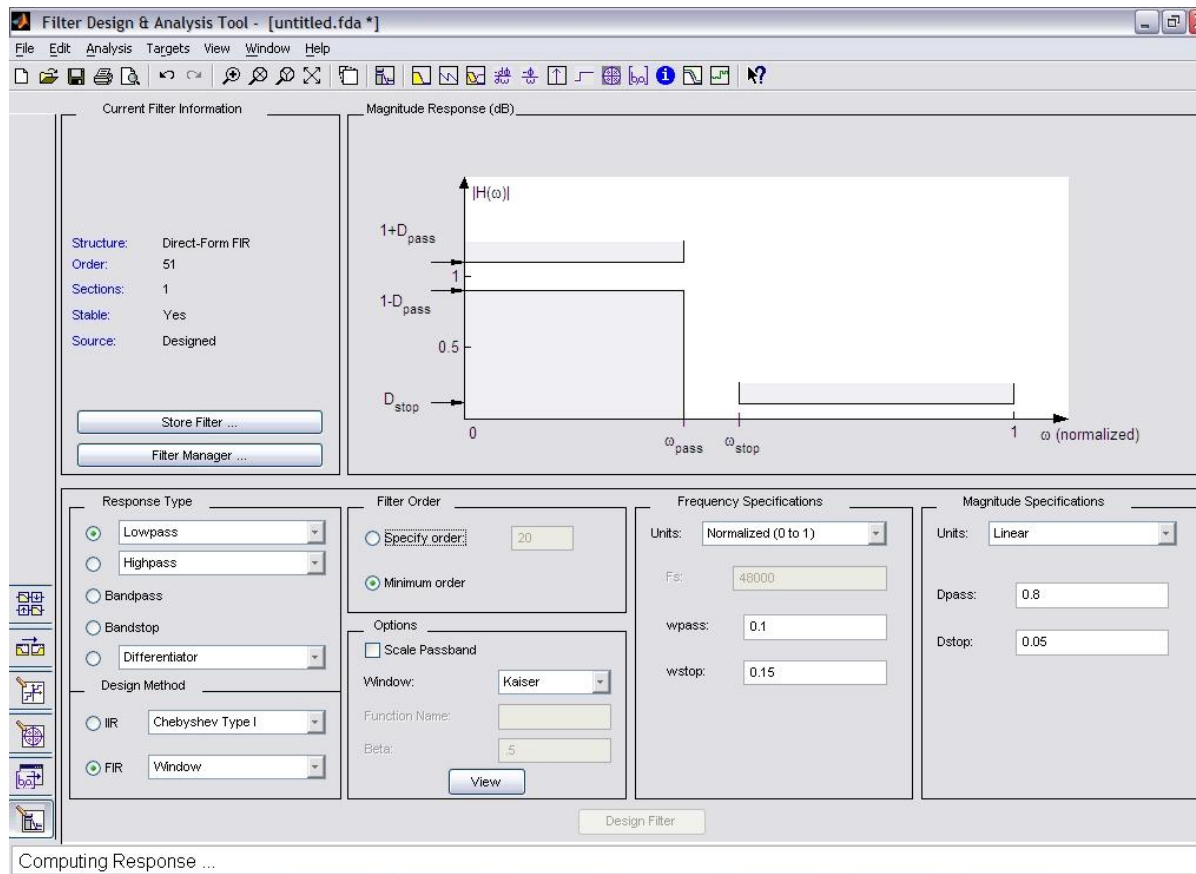 Filter Design & Analysis Tool - [untitled.fda *]
File Edit Analysis Targets View Window Help
Current Filter Information
Structure: Direct-Form FIR
Order: 51
Sections: 1
Stable: Yes
Source: Designed
Store Filter ...
Filter Manager ...
Magnitude Response (dB)
|H(ω)|
1+D_pass
1
1-D_pass
0.5
D_stop
0
ω_pass
ω_stop
1
ω (normalized)
Response Type
Lowpass
Highpass
Bandpass
Bandstop
Differentiator
Design Method
IIR Chebyshev Type I
FIR Window
Filter Order
Specify order: 20
Minimum order
Options
Scale Passband
Window: Kaiser
Function Name:
Beta: .5
View
Frequency Specifications
Units: Normalized (0 to 1)
Fs: 48000
wpass: 0.1
wstop: 0.15
Magnitude Specifications
Units: Linear
Dpass: 0.8
Dstop: 0.05
Design Filter
Computing Response ...